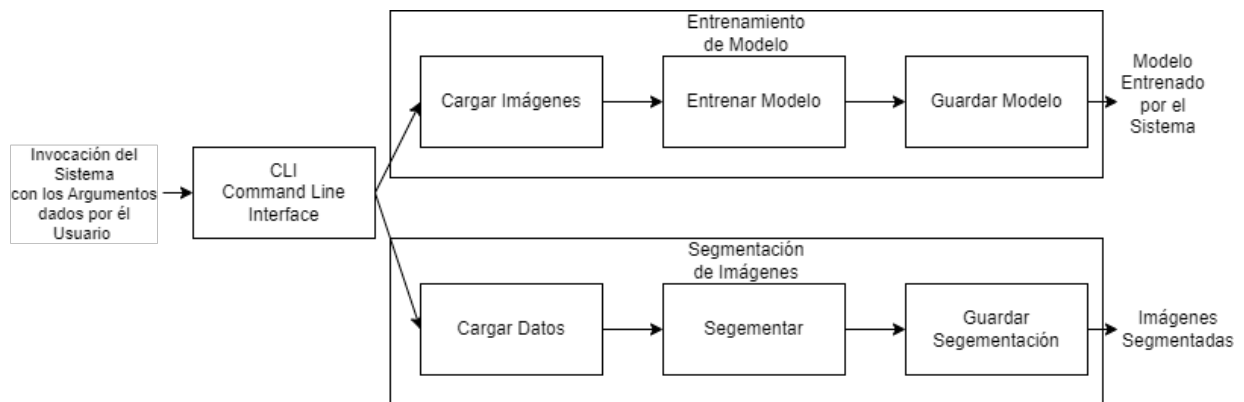 Entrenamiento
de Modelo
Cargar Imágenes
Entrenar Modelo
Guardar Modelo
Modelo
Entrenado
por el
Sistema
Invocación del
Sistema
con los Argumentos
dados por él
Usuario
CLI
Command Line
Interface
Segmentación
de Imágenes
Cargar Datos
Segementar
Guardar
Segementación
Imágenes
Segmentadas